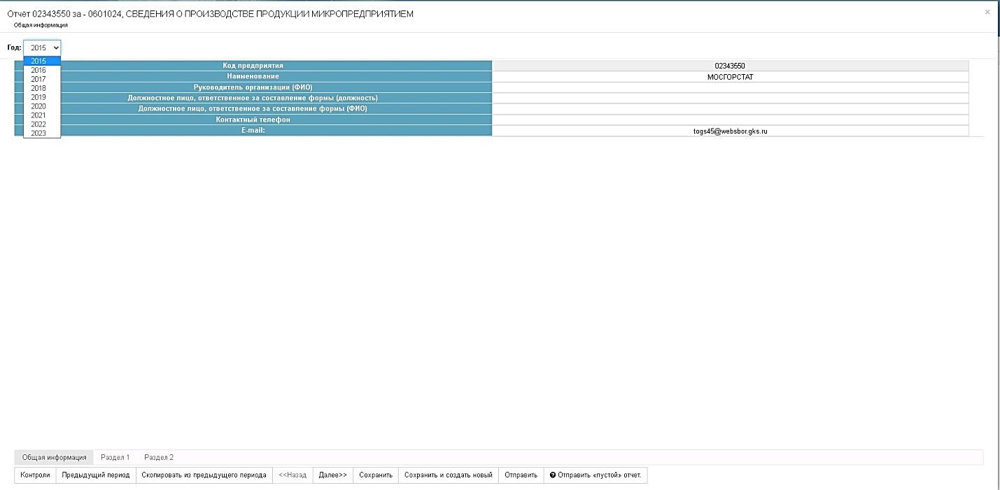 Отчёт 02343550 за - 0601024, СВЕДЕНИЯ О ПРОИЗВОДСТВЕ ПРОДУКЦИИ МИКРОПРЕДПРИЯТИЕМ
×
Общая информация
Год: 2015
2015
2016
2017
2018
2019
2020
2021
2022
2023
Код предприятия 02343550
Наименование МОСГОРСТАТ
Руководитель организации (ФИО)
Должностное лицо, ответственное за составление формы (должность)
Должностное лицо, ответственное за составление формы (ФИО)
Контактный телефон
E-mail: togs45@websbor.gks.ru
Общая информация Раздел 1 Раздел 2
Контроли Предыдущий период Скопировать из предыдущего периода <<Назад Далее>> Сохранить Сохранить и создать новый Отправить ? Отправить «пустой» отчет.